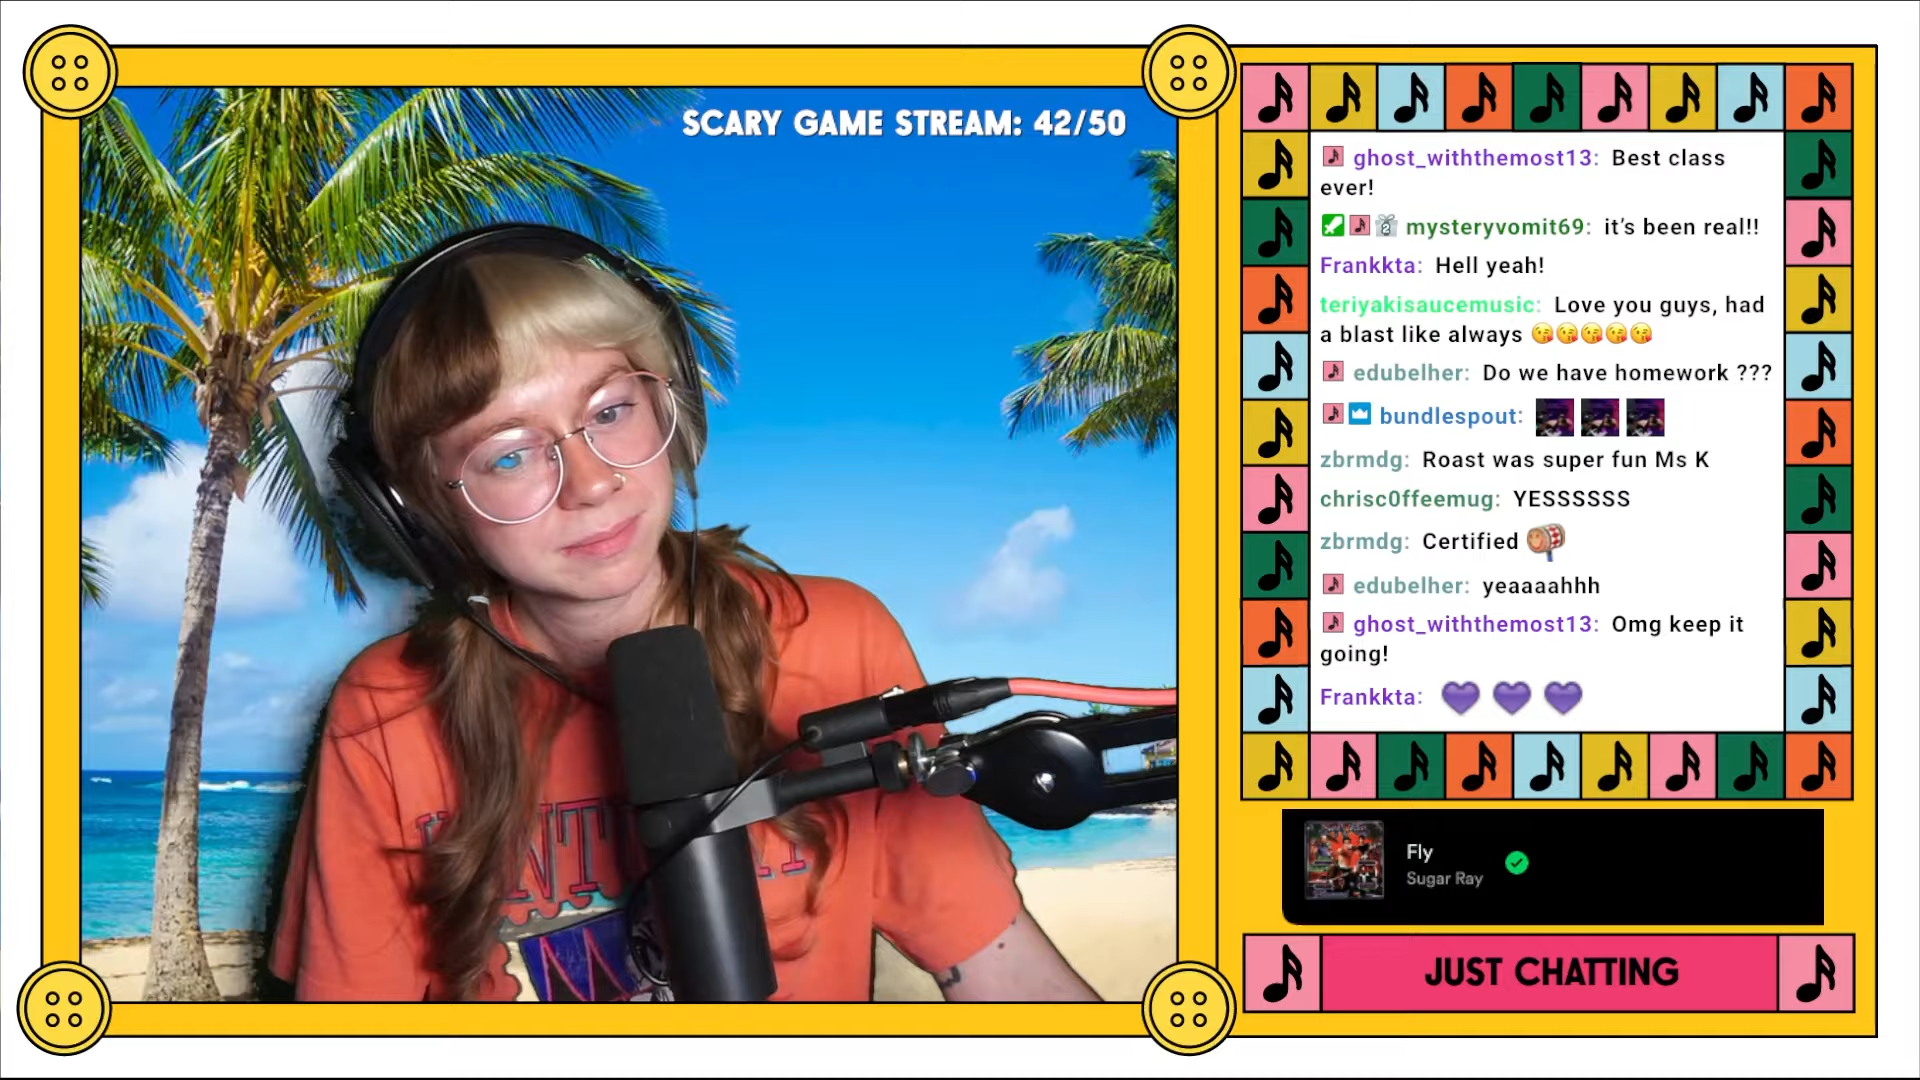 SCARY GAME STREAM: 42/50
ghost_withthemost13: Best class
ever!
mysteryvomit69: it's been real!!
Frankkta: Hell yeah!
teriyakisaucemusic: Love you guys, had
a blast like always 😘😘😘😘😘
edubelher: Do we have homework ???
bundlespout:
zbrmdg: Roast was super fun Ms K
chrisc0ffeemug: YESSSSSS
zbrmdg: Certified
edubelher: yeaaaahhh
ghost_withthemost13: Omg keep it
going!
Frankkta: 💜 💜 💜
Fly
Sugar Ray
JUST CHATTING